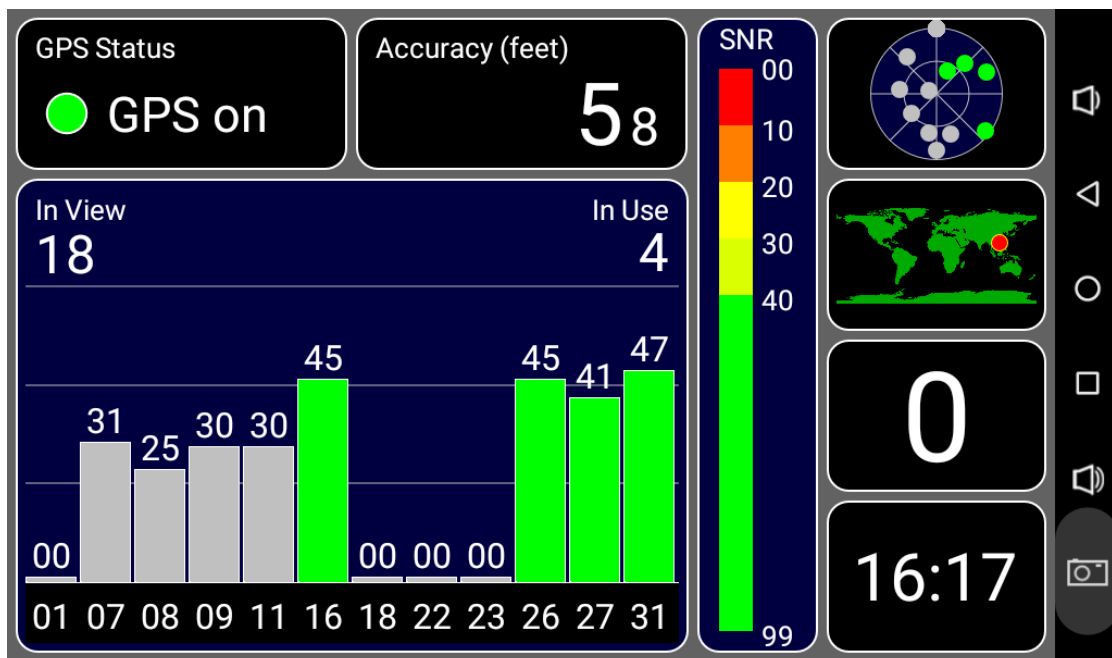 GPS Status
GPS on
Accuracy (feet)
58
In View
18
In Use
4
45 45 47
41
31
30 30
25
00 00 00 00
01 07 08 09 11 16 18 22 23 26 27 31
SNR
00
10
20
30
40
99
0
16:17